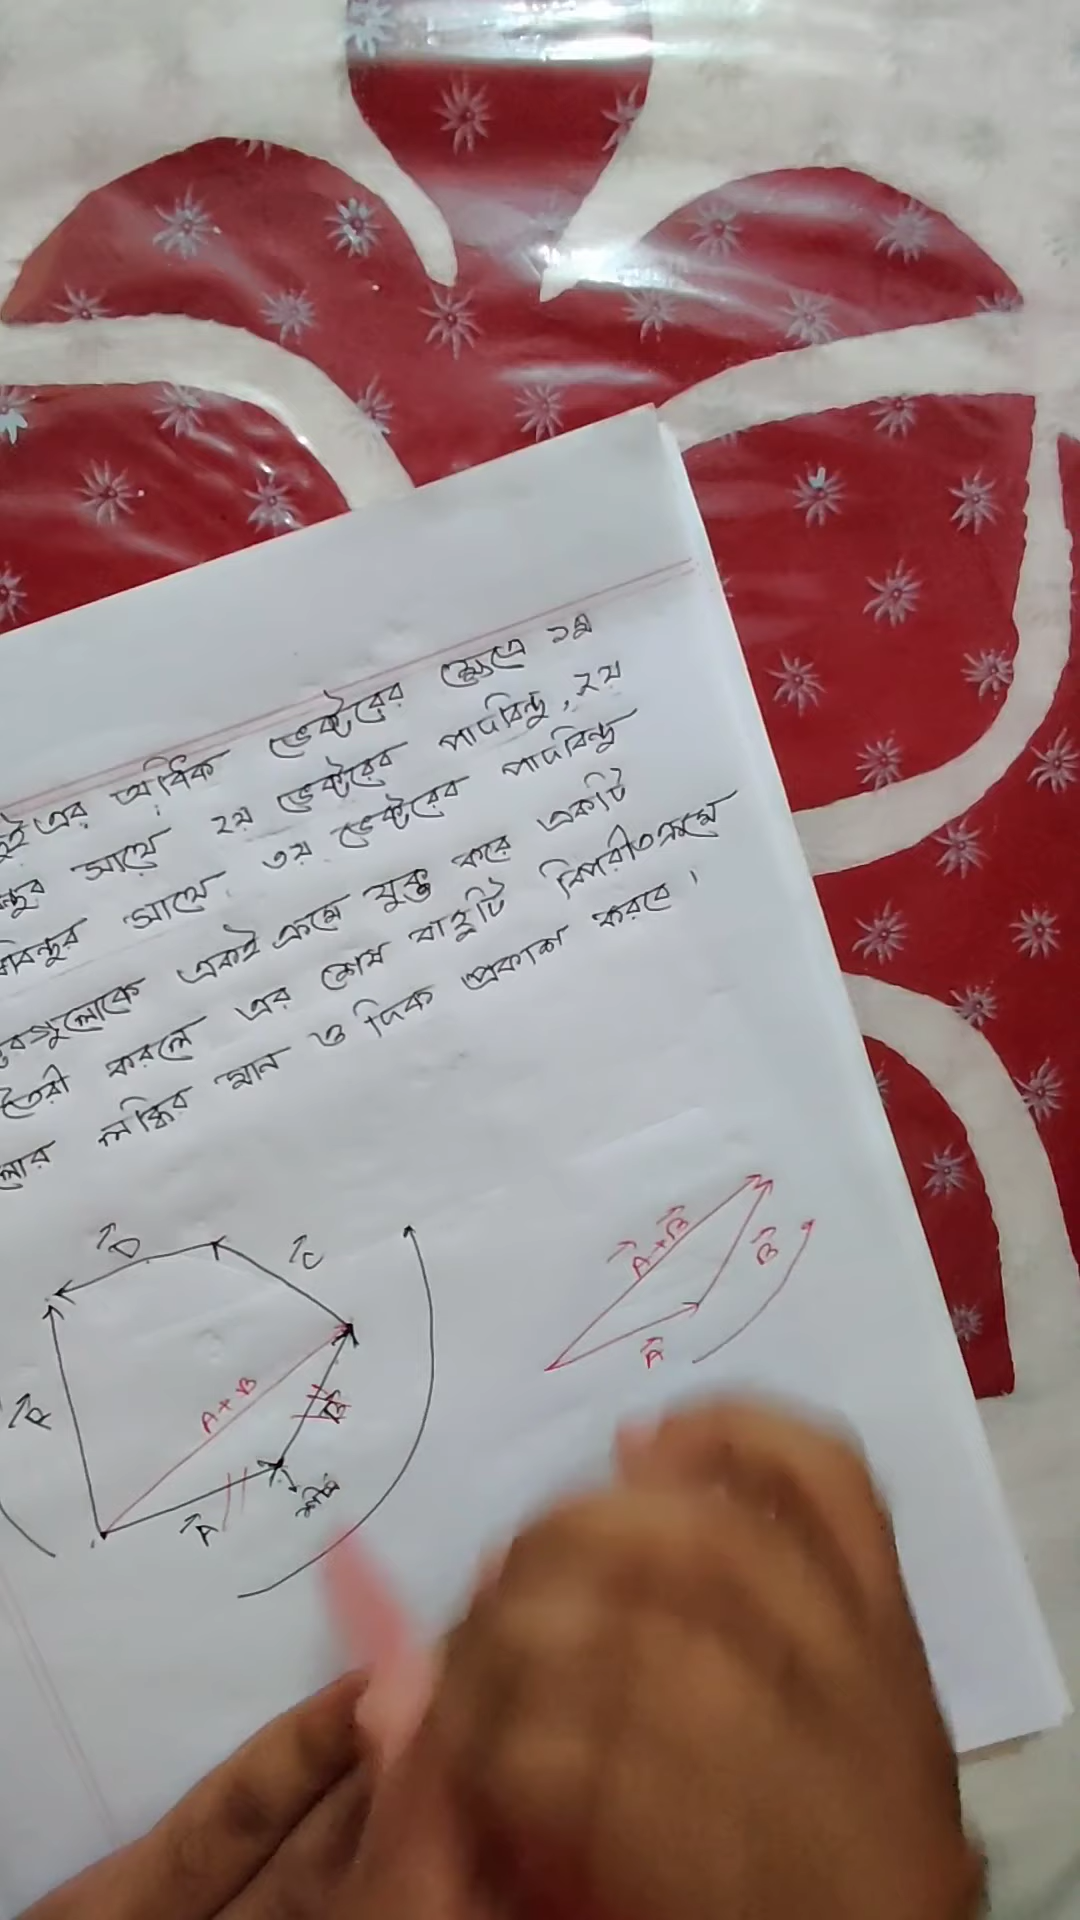 এর অধিক ভেক্টরের ক্ষেত্রে ১ম
সাথে ২য় ভেক্টরের পাদবিন্দু, ২য়
সাথে ৩য় ভেক্টরের পাদবিন্দু
একই ক্রমে যুক্ত করে একটি
তৈরী করলে এর শেষ বাহুটি বিপরীতক্রমে
লব্ধির মান ও দিক প্রকাশ করবে।
D
C
A+B
B
A
শীর্ষ
R
A+B
B
A